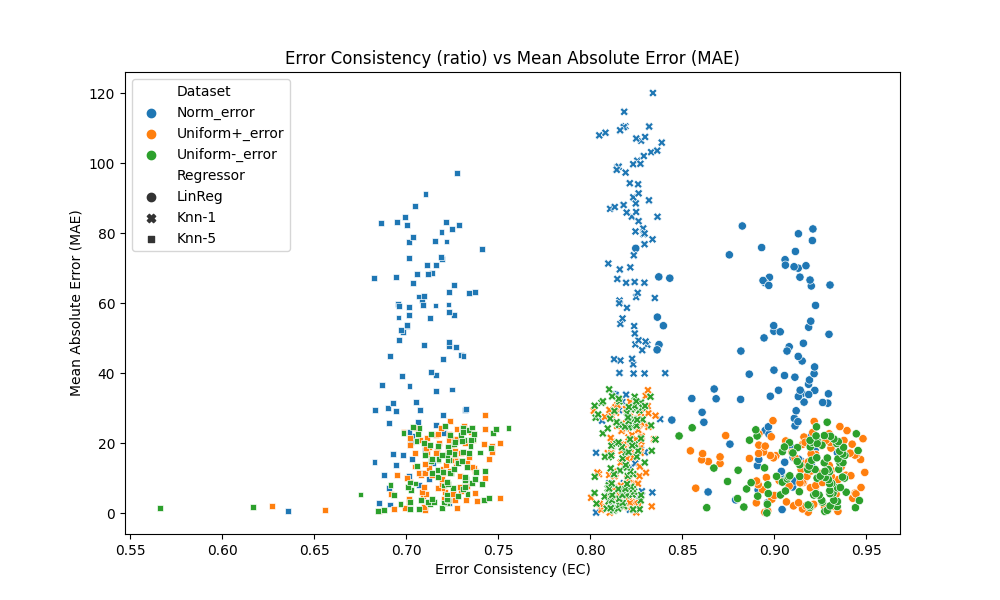 Error Consistency (ratio) vs Mean Absolute Error (MAE)
Dataset
Norm_error
Uniform+_error
Uniform-_error
Regressor
LinReg
Knn-1
Knn-5
Mean Absolute Error (MAE)
120
100
80
60
40
20
0
0.55 0.60 0.65 0.70 0.75 0.80 0.85 0.90 0.95
Error Consistency (EC)